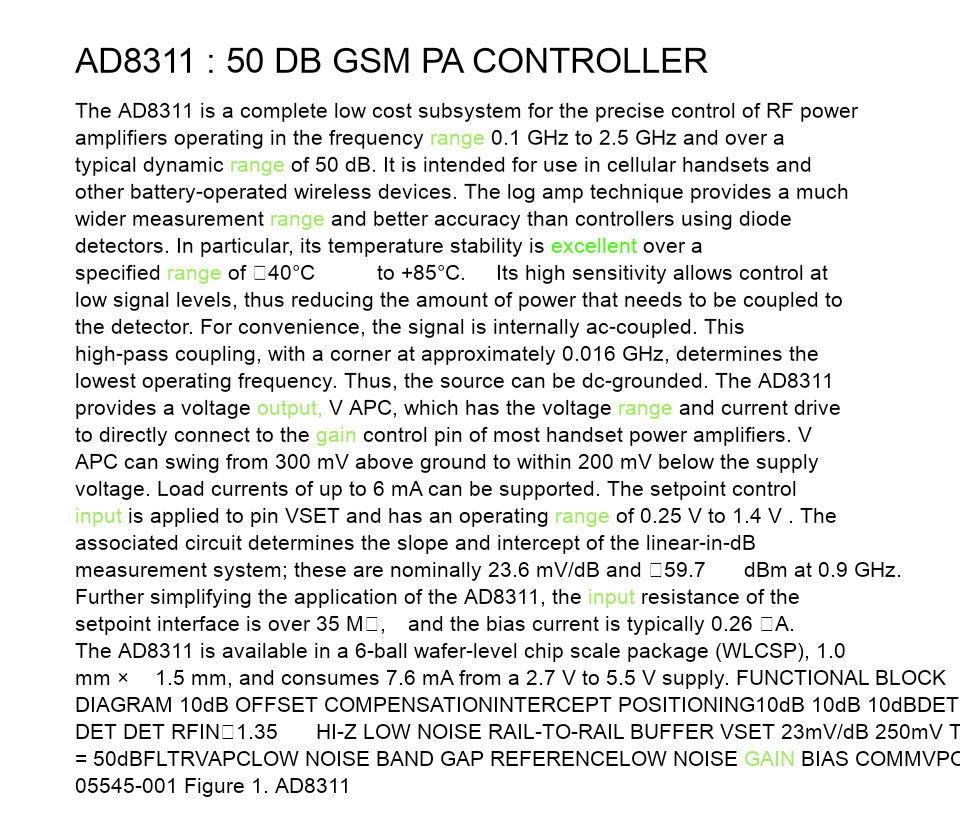 AD8311 : 50 DB GSM PA CONTROLLER
The AD8311 is a complete low cost subsystem for the precise control of RF power
amplifiers operating in the frequency range 0.1 GHz to 2.5 GHz and over a
typical dynamic range of 50 dB. It is intended for use in cellular handsets and
other battery-operated wireless devices. The log amp technique provides a much
wider measurement range and better accuracy than controllers using diode
detectors. In particular, its temperature stability is excellent over a
specified range of □40°C to +85°C. Its high sensitivity allows control at
low signal levels, thus reducing the amount of power that needs to be coupled to
the detector. For convenience, the signal is internally ac-coupled. This
high-pass coupling, with a corner at approximately 0.016 GHz, determines the
lowest operating frequency. Thus, the source can be dc-grounded. The AD8311
provides a voltage output, V APC, which has the voltage range and current drive
to directly connect to the gain control pin of most handset power amplifiers. V
APC can swing from 300 mV above ground to within 200 mV below the supply
voltage. Load currents of up to 6 mA can be supported. The setpoint control
input is applied to pin VSET and has an operating range of 0.25 V to 1.4 V . The
associated circuit determines the slope and intercept of the linear-in-dB
measurement system; these are nominally 23.6 mV/dB and □59.7 dBm at 0.9 GHz.
Further simplifying the application of the AD8311, the input resistance of the
setpoint interface is over 35 M□, and the bias current is typically 0.26 □A.
The AD8311 is available in a 6-ball wafer-level chip scale package (WLCSP), 1.0
mm × 1.5 mm, and consumes 7.6 mA from a 2.7 V to 5.5 V supply. FUNCTIONAL BLOCK
DIAGRAM 10dB OFFSET COMPENSATIONINTERCEPT POSITIONING10dB 10dB 10dBDET
DET DET RFIN□1.35 HI-Z LOW NOISE RAIL-TO-RAIL BUFFER VSET 23mV/dB 250mV T
= 50dBFLTRVAPCLOW NOISE BAND GAP REFERENCELOW NOISE GAIN BIAS COMMVPO
05545-001 Figure 1. AD8311